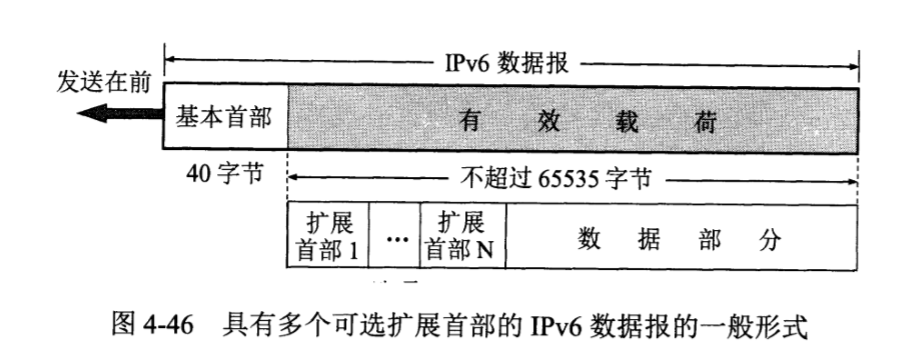 IPv6 数据报
发送在前
基本首部
有效载荷
40 字节
不超过 65535 字节
扩展
首部 1
...
扩展
首部 N
数据部分
图 4-46 具有多个可选扩展首部的 IPv6 数据报的一般形式